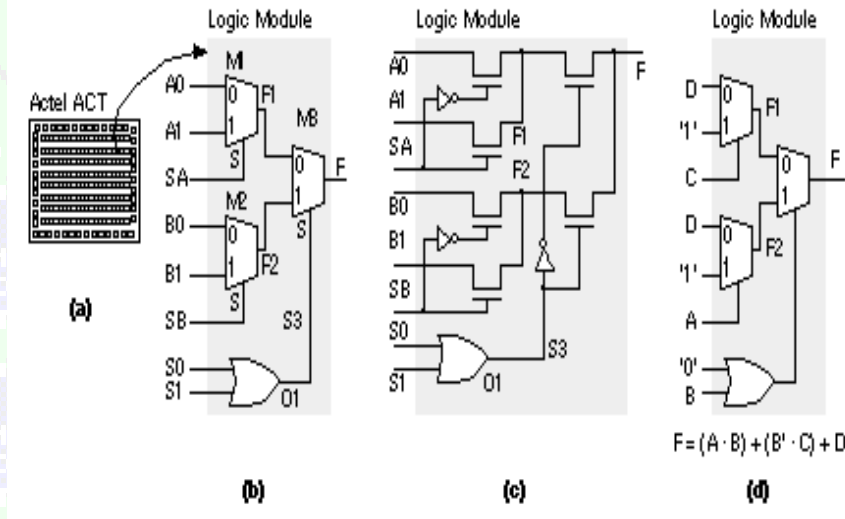 Actel ACT
(a)
Logic Module
M1
A0
0
F1
A1
1
M3
S
0
F
SA
1
M2
B0
0
S
B1
1
F2
S
SB
S3
S0
S1
O1
(b)
Logic Module
A0
F
A1
F1
SA
F2
B0
B1
SB
S0
S3
S1
O1
(c)
Logic Module
D
0
F1
'1'
1
F
0
C
1
D
0
F2
'1'
1
A
'0'
B
F = (A · B) + (B' · C) + D
(d)